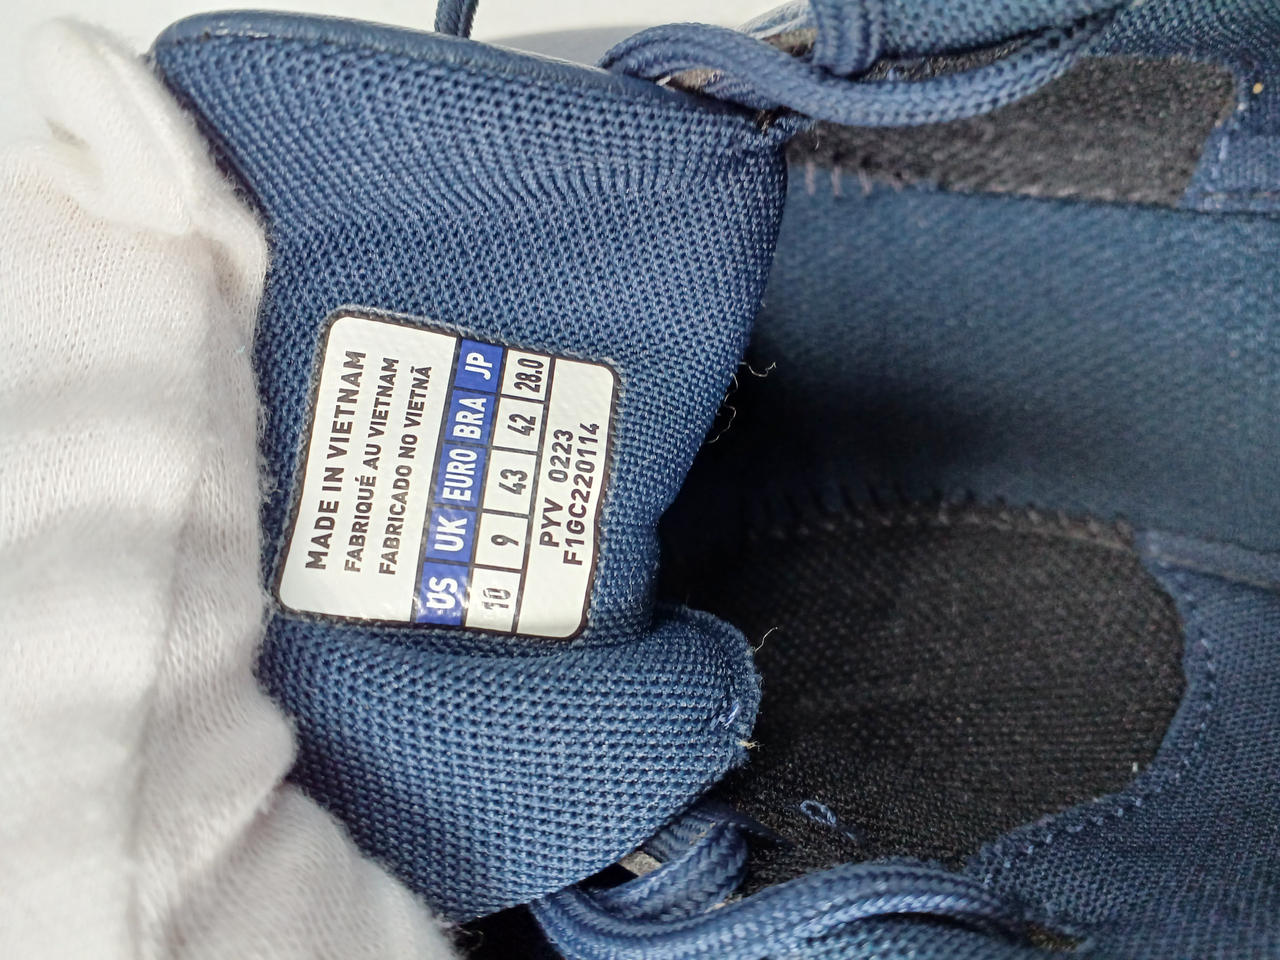 MADE IN VIETNAM
FABRIQUÉ AU VIETNAM
FABRICADO NO VIETNÃ
US UK EURO BRA JP
10 9 43 42 28.0
PYV 0223
F1GC220114